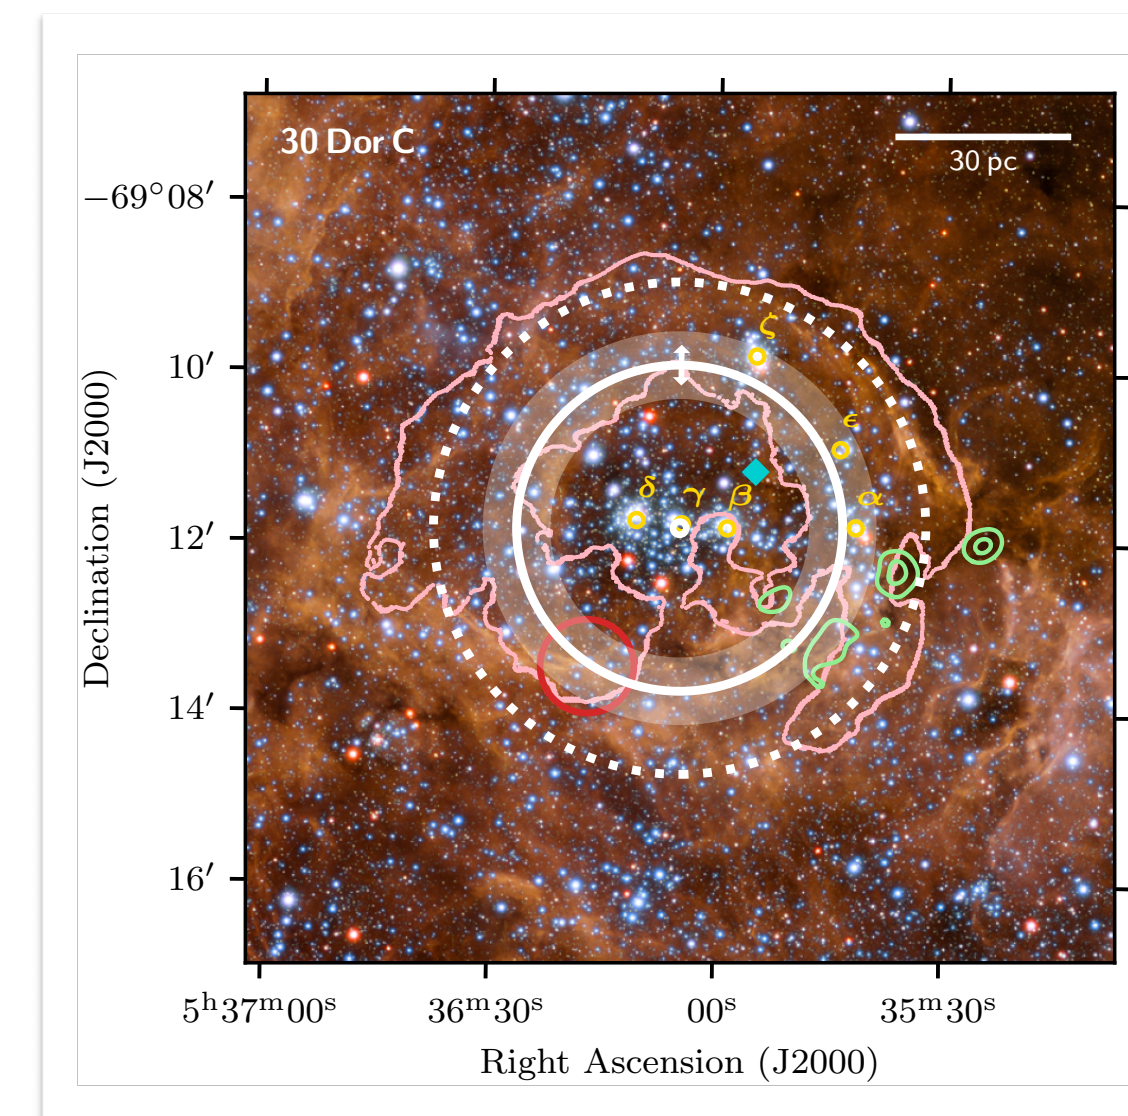 30 Dor C
30 pc
−69°08′
10′
12′
14′
16′
ζ
ϵ
δ γ β α
5ʰ37ᵐ00ˢ 36ᵐ30ˢ 00ˢ 35ᵐ30ˢ
Right Ascension (J2000)
Declination (J2000)